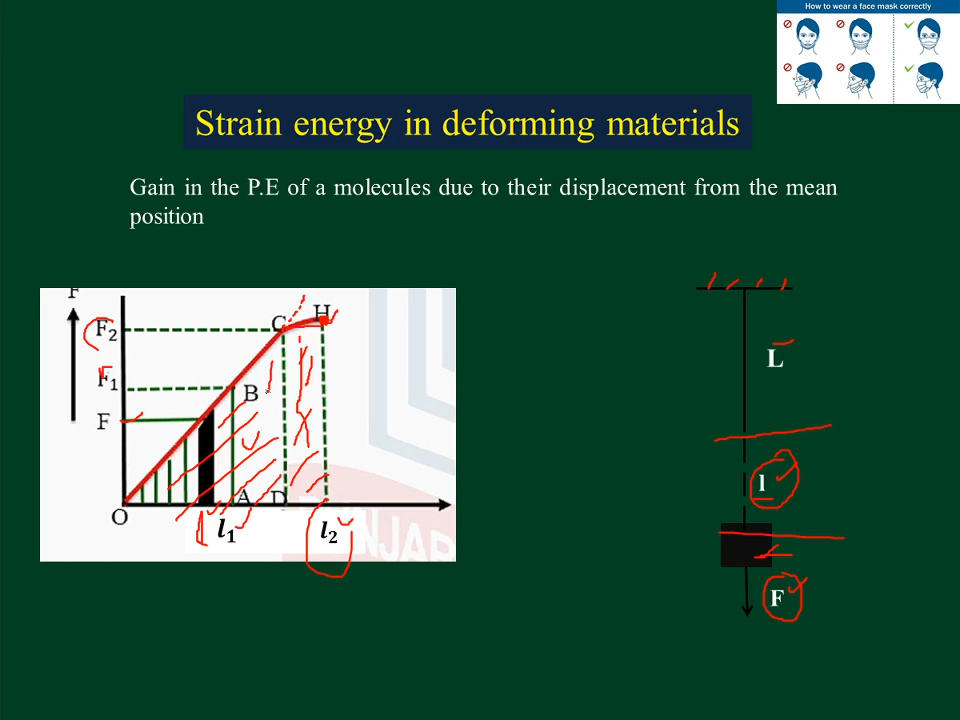 How to wear a face mask correctly
Strain energy in deforming materials
Gain in the P.E of a molecules due to their displacement from the mean
position
F
F₂
C
H
F₁
B
F
O
A
D
l₁
l₂
L
l
F